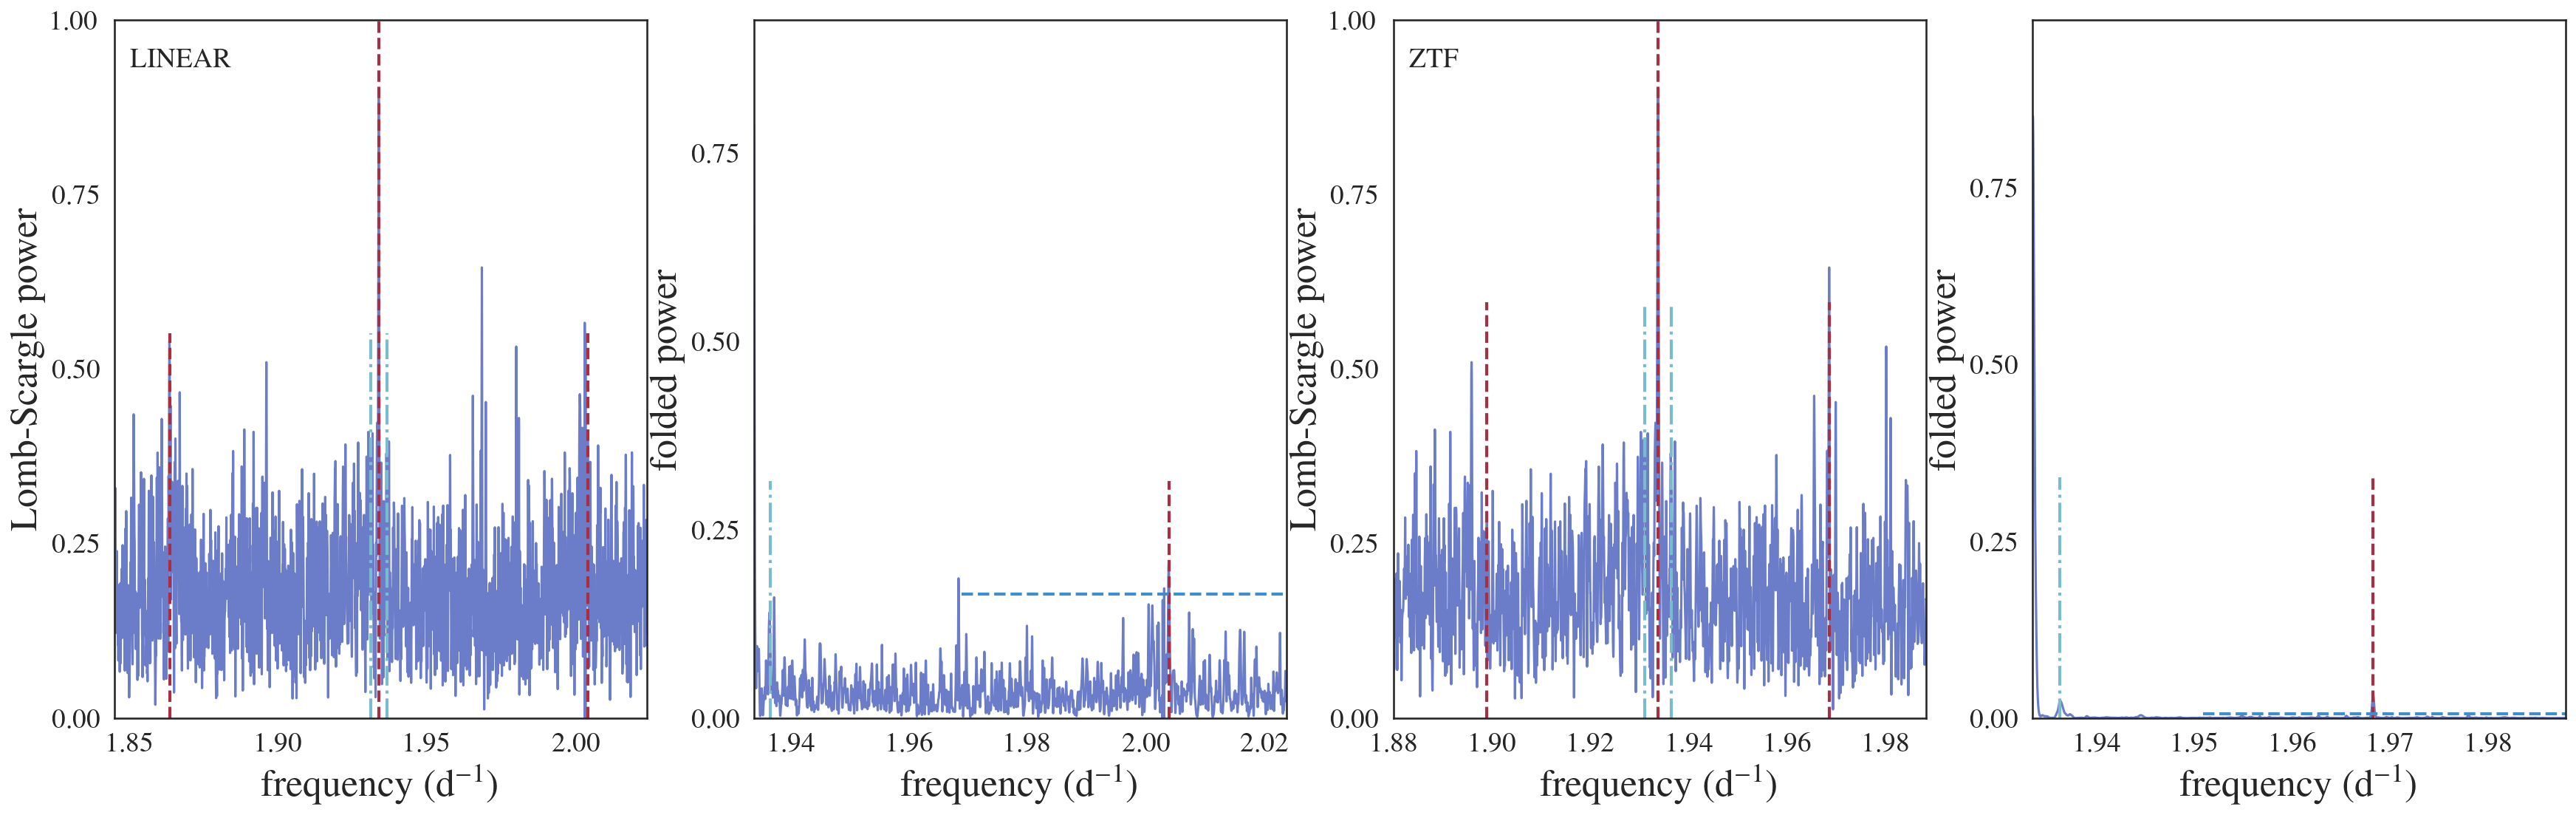 LINEAR
Lomb-Scargle power
1.00
0.75
0.50
0.25
0.00
1.85 1.90 1.95 2.00
frequency (d⁻¹)
folded power
0.75
0.50
0.25
0.00
1.94 1.96 1.98 2.00 2.02
frequency (d⁻¹)
ZTF
Lomb-Scargle power
1.00
0.75
0.50
0.25
0.00
1.88 1.90 1.92 1.94 1.96 1.98
frequency (d⁻¹)
folded power
0.75
0.50
0.25
0.00
1.94 1.95 1.96 1.97 1.98
frequency (d⁻¹)